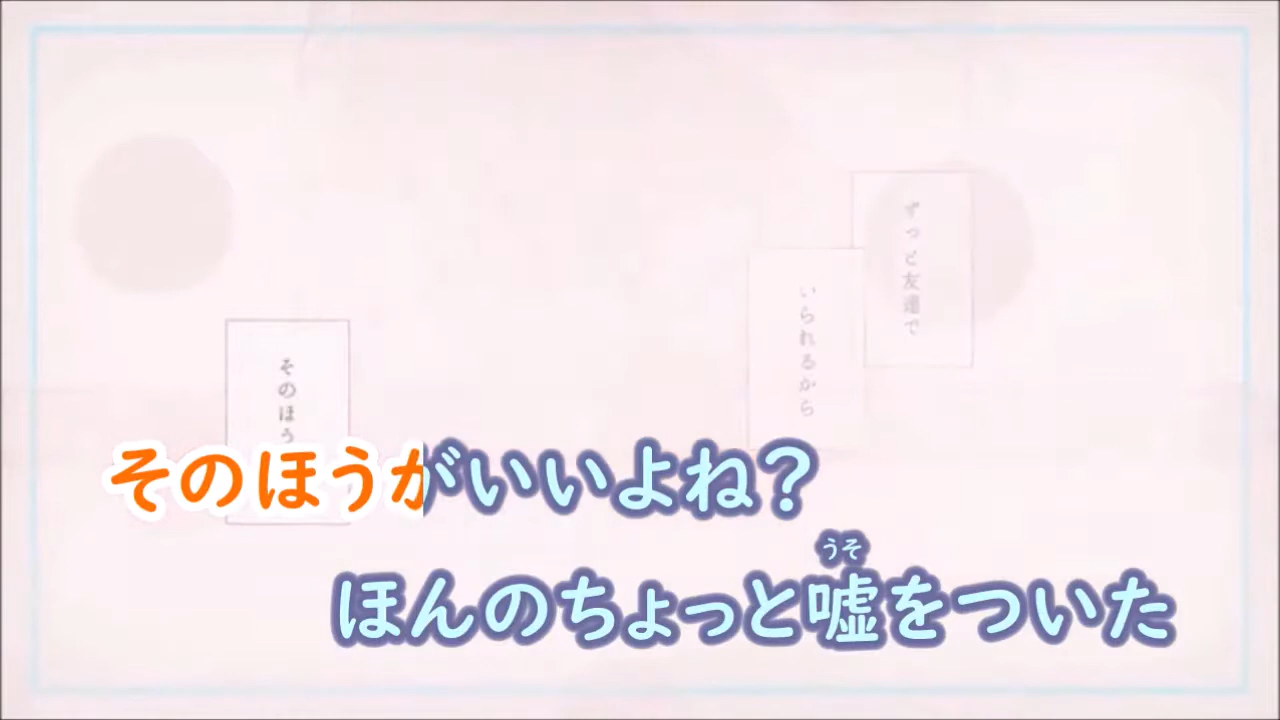 ずっと友達で
いられるから
そのほう
そのほうがいいよね?
うそ
ほんのちょっと嘘をついた